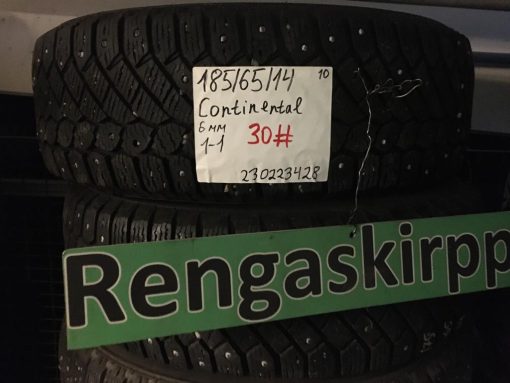 185/65/14 10
Continental
6 мм 30#
1-1
230223428
Rengaskirpp